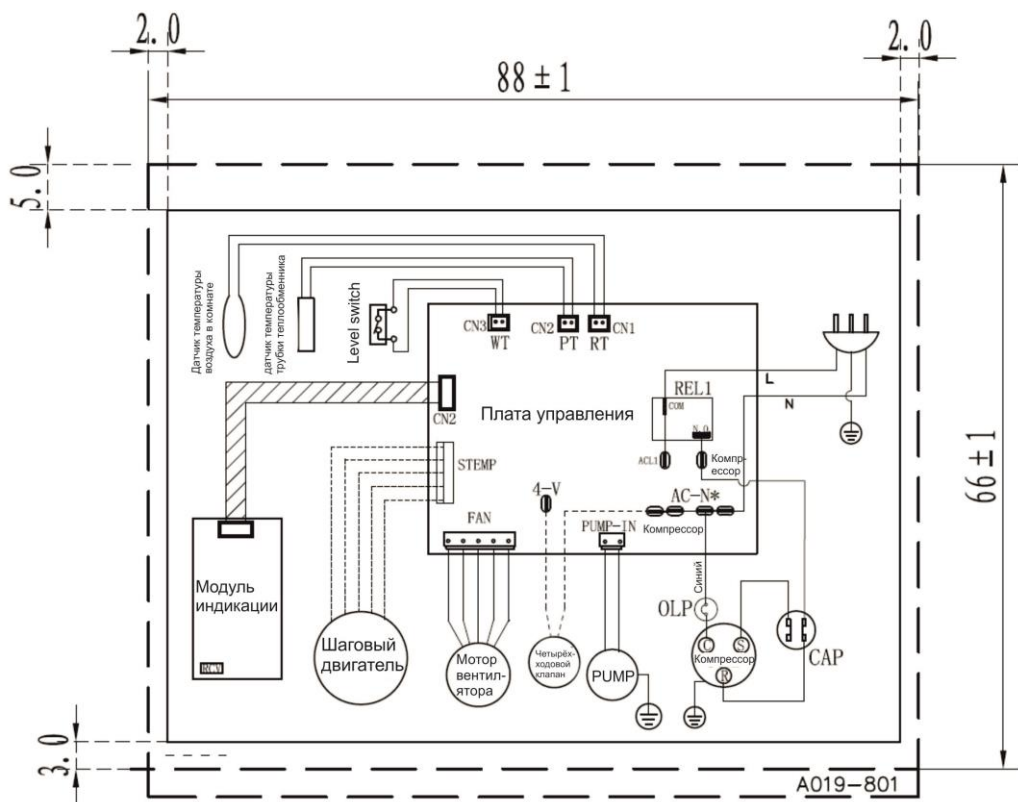 2.0
2.0
88±1
5.0
66±1
3.0
Датчик температуры
воздуха в комнате
датчик температуры
трубки теплообменника
Level switch
CN3
WT
CN2
PT
RT
CN1
CN2
Плата управления
REL1
COM
N.O
L
N
ACL1
Компр-
ессор
STEMP
4-V
AC-N*
Компрессор
FAN
PUMP-IN
Синий
OLP
Модуль
индикации
RCV
Шаговый
двигатель
Мотор
вентил-
ятора
Четырёх-
ходовой
клапан
PUMP
C
S
Компрессор
R
CAP
A019-801